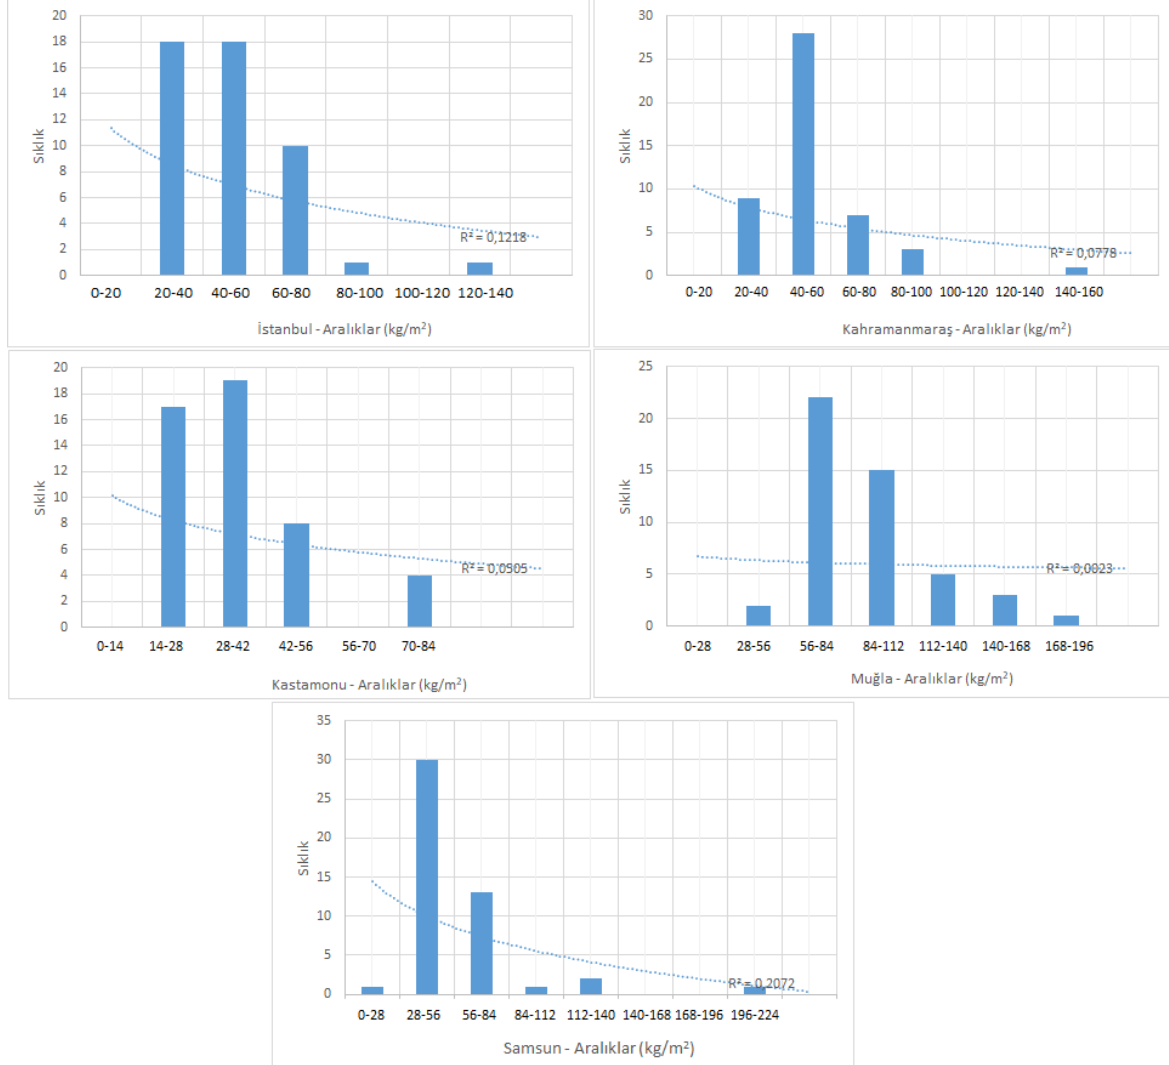 20
18
16
14
12
10
8
6
4
2
0
Sıklık
R² = 0,1218
0-20 20-40 40-60 60-80 80-100 100-120 120-140
İstanbul - Aralıklar (kg/m²)
30
25
20
15
10
5
0
Sıklık
R² = 0,0778
0-20 20-40 40-60 60-80 80-100 100-120 120-140 140-160
Kahramanmaraş - Aralıklar (kg/m²)
20
18
16
14
12
10
8
6
4
2
0
Sıklık
R² = 0,0505
0-14 14-28 28-42 42-56 56-70 70-84
Kastamonu - Aralıklar (kg/m²)
25
20
15
10
5
0
Sıklık
R² = 0,0023
0-28 28-56 56-84 84-112 112-140 140-168 168-196
Muğla - Aralıklar (kg/m²)
35
30
25
20
15
10
5
0
Sıklık
R² = 0,2072
0-28 28-56 56-84 84-112 112-140 140-168 168-196 196-224
Samsun - Aralıklar (kg/m²)